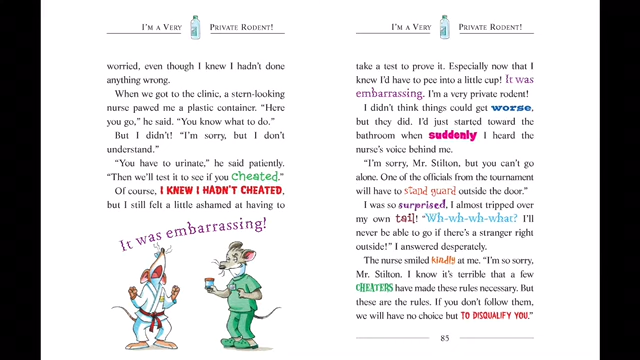 I'M A VERY PRIVATE RODENT!
worried, even though I knew I hadn't done
anything wrong.
When we got to the clinic, a stern-looking
nurse pawed me a plastic container. “Here
you go,” he said. “You know what to do.”
But I didn't! “I'm sorry, but I don't
understand.”
“You have to urinate,” he said patiently.
“Then we'll test it to see if you cheated.”
Of course, I KNEW I HADN'T CHEATED,
but I still felt a little ashamed at having to
It was embarrassing!
I'M A VERY PRIVATE RODENT!
take a test to prove it. Especially now that I
knew I'd have to pee into a little cup! It was
embarrassing. I'm a very private rodent!
I didn't think things could get worse,
but they did. I'd just started toward the
bathroom when suddenly I heard the
nurse's voice behind me.
“I'm sorry, Mr. Stilton, but you can't go
alone. One of the officials from the tournament
will have to stand guard outside the door.”
I was so surprised, I almost tripped over
my own tail! “Wh-wh-wh-what? I'll
never be able to go if there's a stranger right
outside!” I answered desperately.
The nurse smiled kindly at me. “I'm so sorry,
Mr. Stilton. I know it's terrible that a few
CHEATERS have made these rules necessary. But
these are the rules. If you don't follow them,
we will have no choice but TO DISQUALIFY YOU.”
85